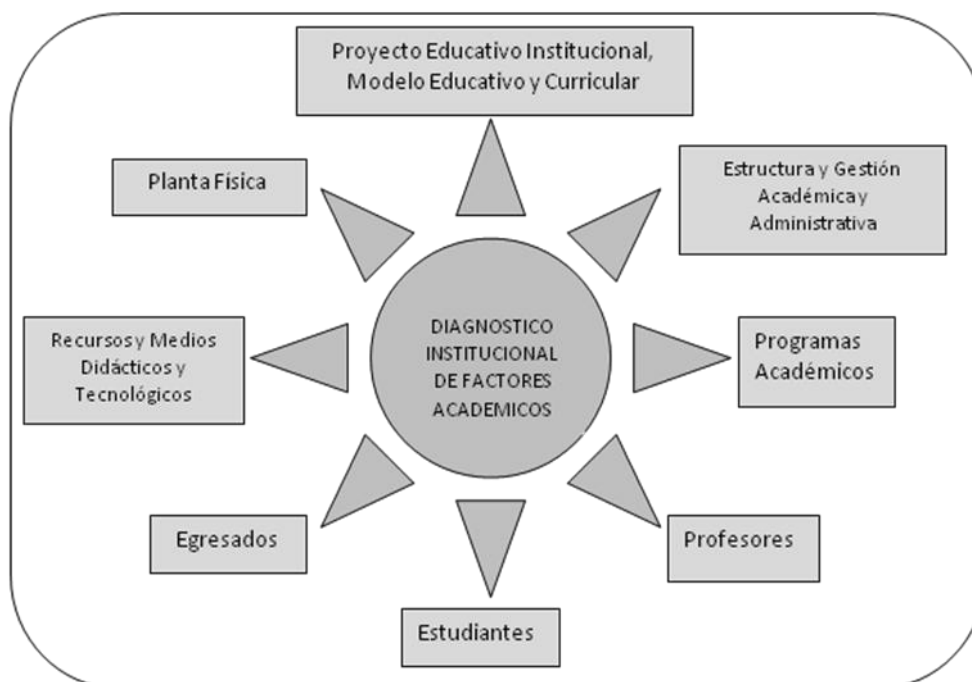 Proyecto Educativo Institucional,
Modelo Educativo y Curricular
Planta Física
Estructura y Gestión
Académica y
Administrativa
Recursos y Medios
Didácticos y
Tecnológicos
DIAGNOSTICO
INSTITUCIONAL
DE FACTORES
ACADEMICOS
Programas
Académicos
Egresados
Profesores
Estudiantes